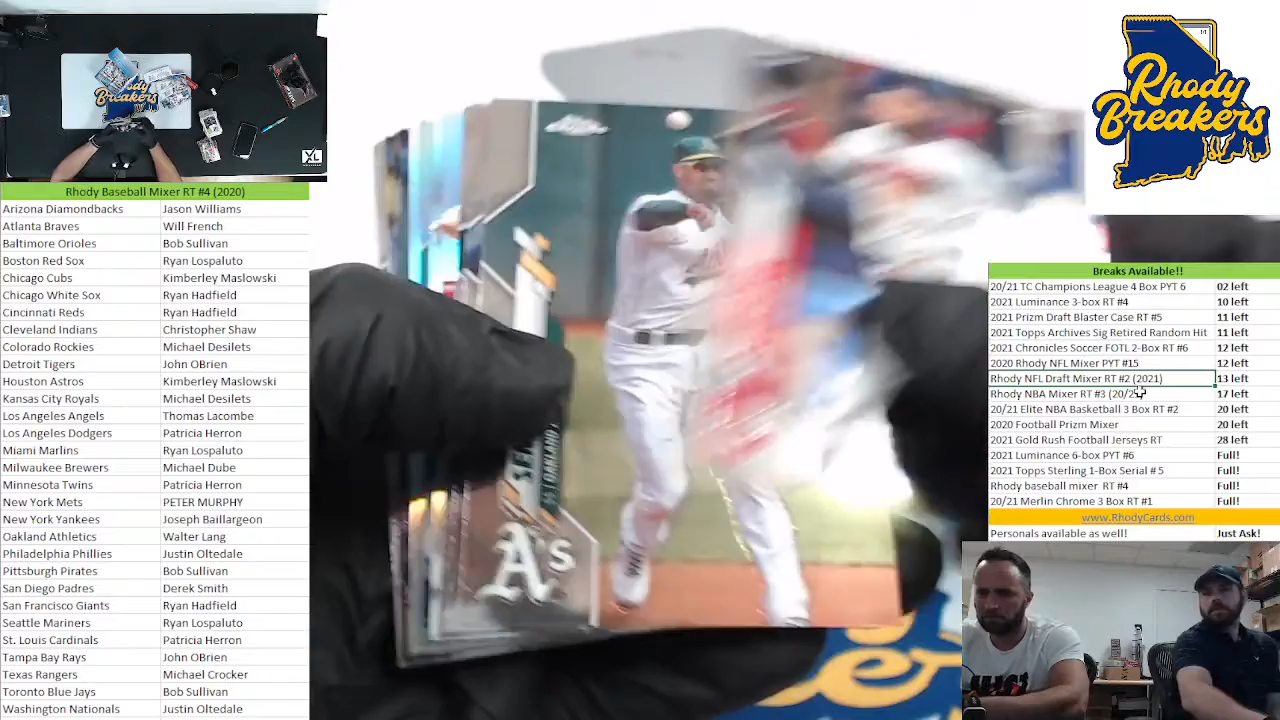 Rhody
Breakers
XL
Rhody Baseball Mixer RT #4 (2020)
Arizona Diamondbacks Jason Williams
Atlanta Braves Will French
Baltimore Orioles Bob Sullivan
Boston Red Sox Ryan Lospaluto
Chicago Cubs Kimberley Maslowski
Chicago White Sox Ryan Hadfield
Cincinnati Reds Ryan Hadfield
Cleveland Indians Christopher Shaw
Colorado Rockies Michael Desilets
Detroit Tigers John OBrien
Houston Astros Kimberley Maslowski
Kansas City Royals Michael Desilets
Los Angeles Angels Thomas Lacombe
Los Angeles Dodgers Patricia Herron
Miami Marlins Ryan Lospaluto
Milwaukee Brewers Michael Dube
Minnesota Twins Patricia Herron
New York Mets PETER MURPHY
New York Yankees Joseph Baillargeon
Oakland Athletics Walter Lang
Philadelphia Phillies Justin Oltedale
Pittsburgh Pirates Bob Sullivan
San Diego Padres Derek Smith
San Francisco Giants Ryan Hadfield
Seattle Mariners Ryan Lospaluto
St. Louis Cardinals Patricia Herron
Tampa Bay Rays John OBrien
Texas Rangers Michael Crocker
Toronto Blue Jays Bob Sullivan
Washington Nationals Justin Oltedale
A's
Rhody
Breakers
Breaks Available!!
20/21 TC Champions League 4 Box PYT 6 02 left
2021 Luminance 3-box RT #4 10 left
2021 Prizm Draft Blaster Case RT #5 11 left
2021 Topps Archives Sig Retired Random Hit 11 left
2021 Chronicles Soccer FOTL 2-Box RT #6 12 left
2020 Rhody NFL Mixer PYT #15 12 left
Rhody NFL Draft Mixer RT #2 (2021) 13 left
Rhody NBA Mixer RT #3 (20/2 17 left
20/21 Elite NBA Basketball 3 Box RT #2 20 left
2020 Football Prizm Mixer 20 left
2021 Gold Rush Football Jerseys RT 28 left
2021 Luminance 6-box PYT #6 Full!
2021 Topps Sterling 1-Box Serial # 5 Full!
Rhody baseball mixer RT #4 Full!
20/21 Merlin Chrome 3 Box RT #1 Full!
www.RhodyCards.com
Personals available as well! Just Ask!